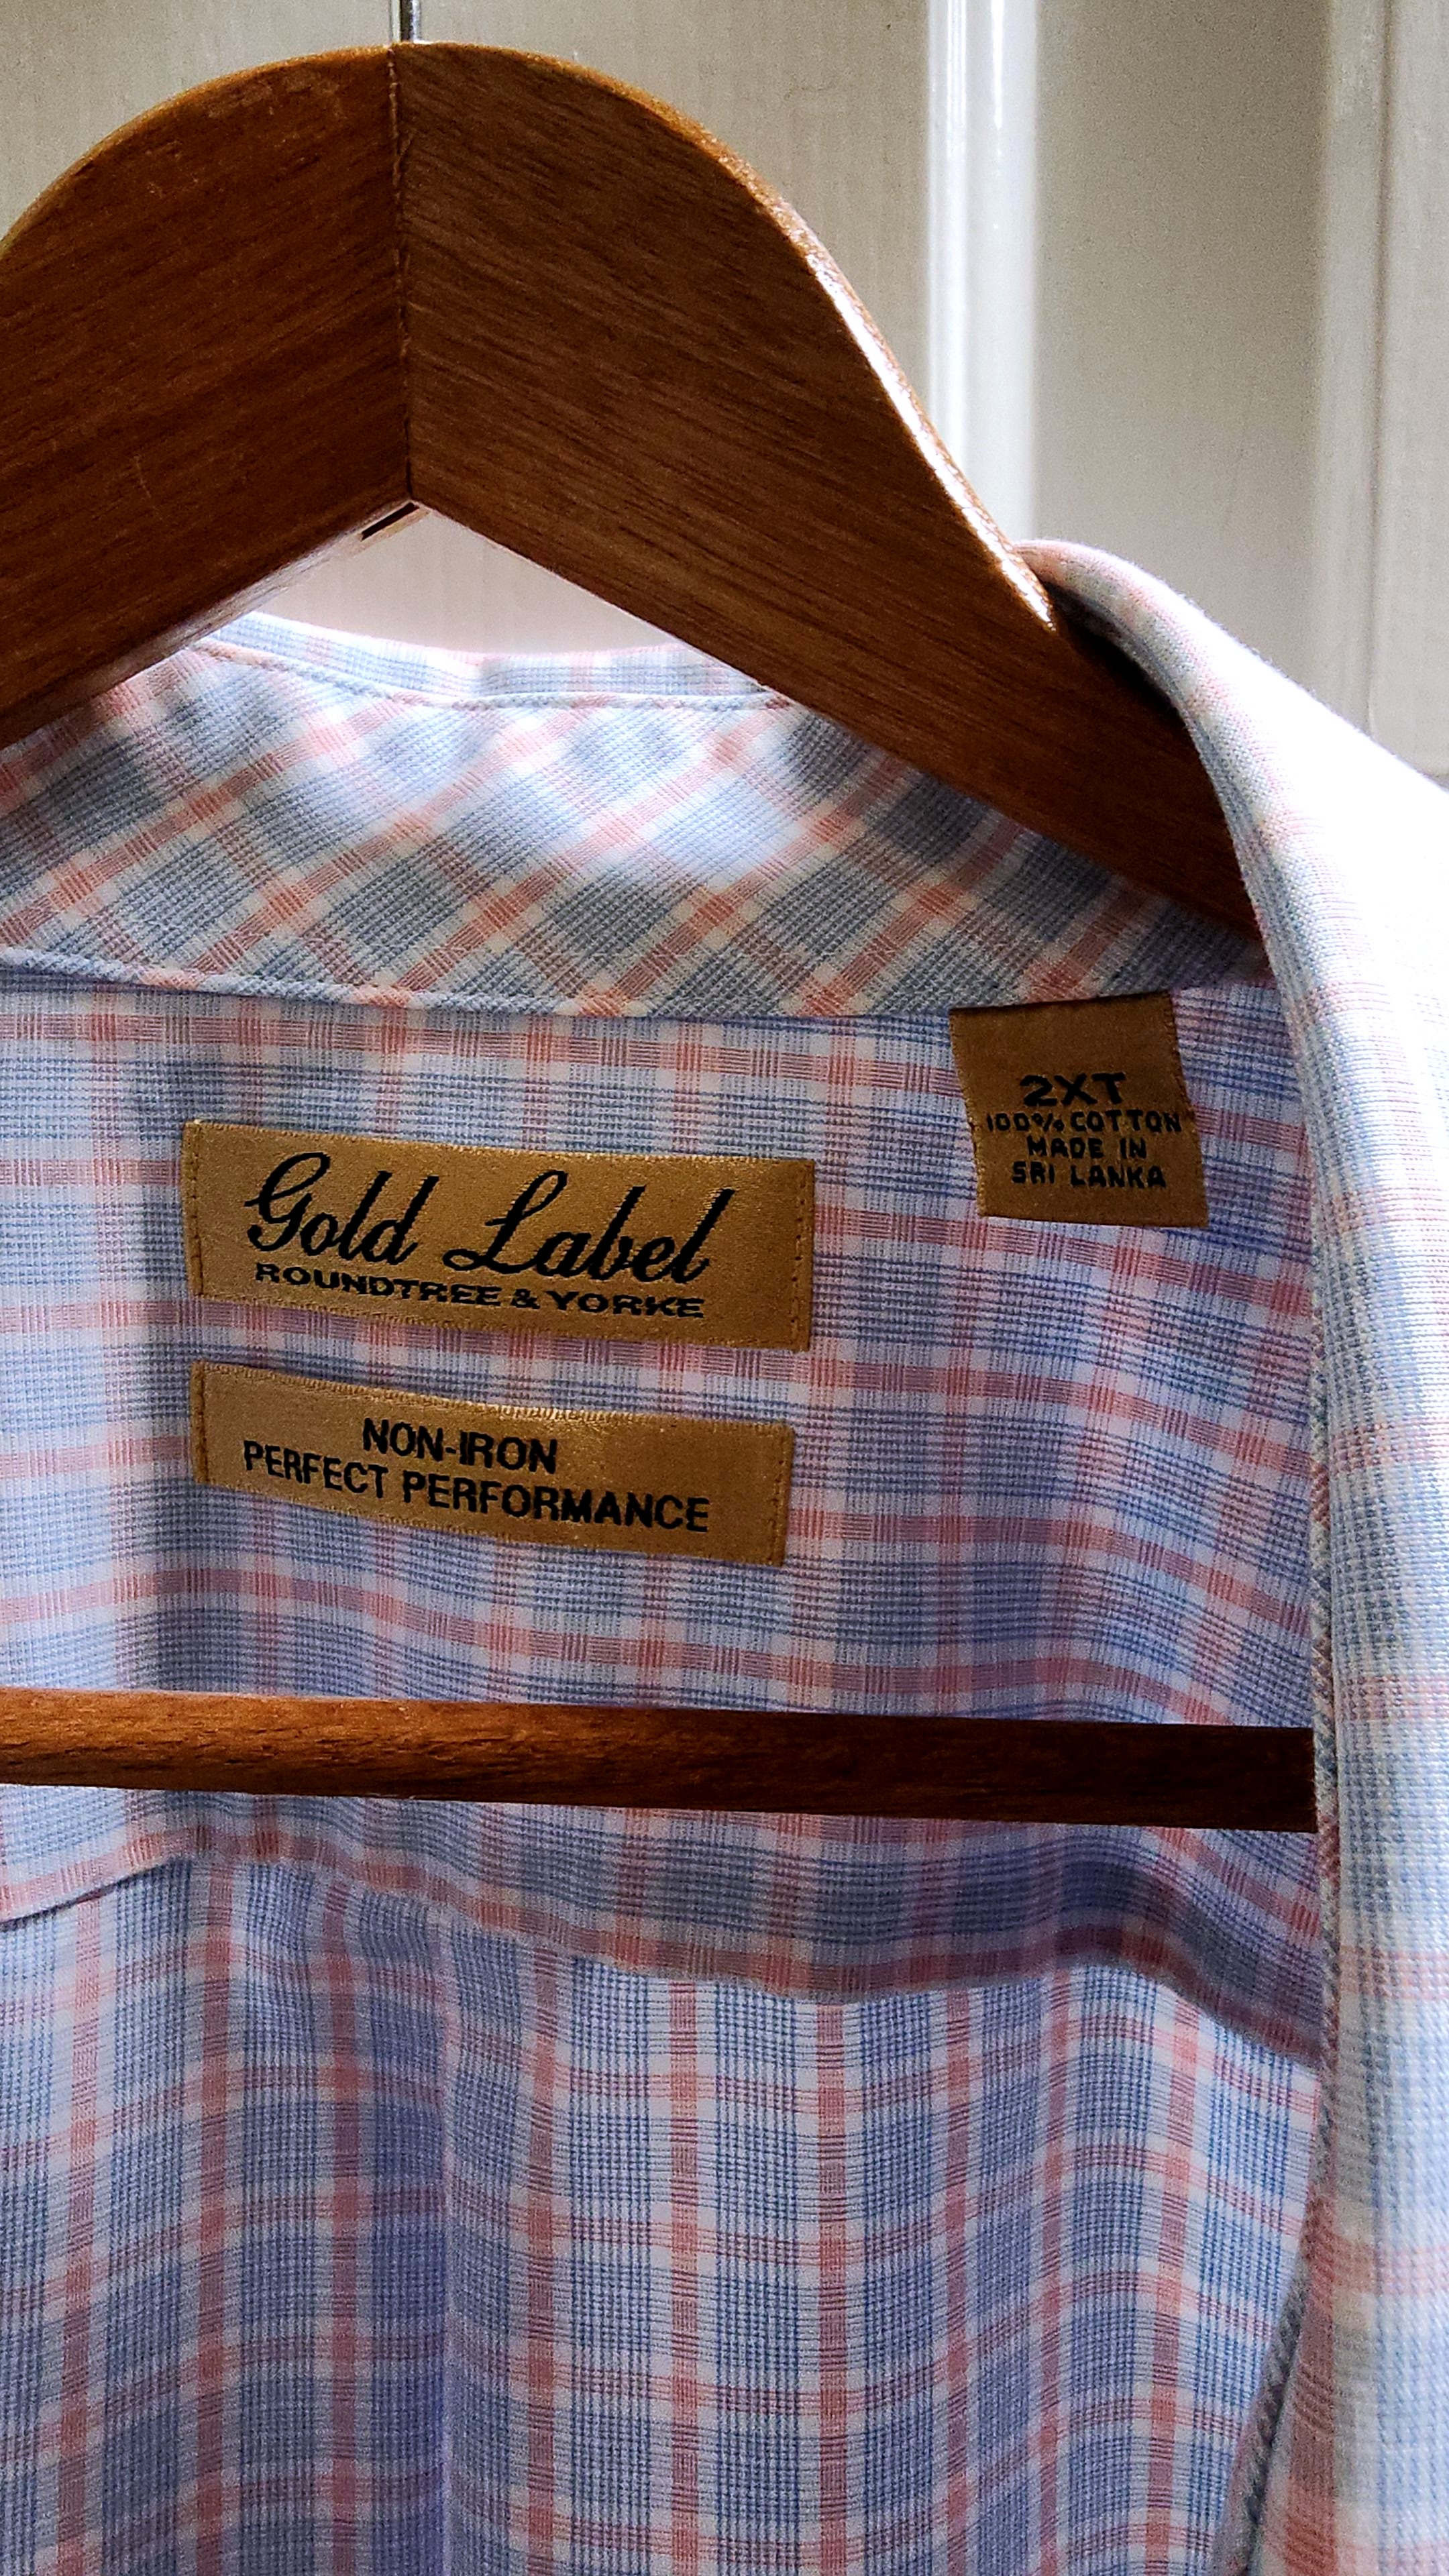 2XT
100% COTTON
MADE IN
SRI LANKA
Gold Label
ROUNDTREE & YORKE
NON-IRON
PERFECT PERFORMANCE